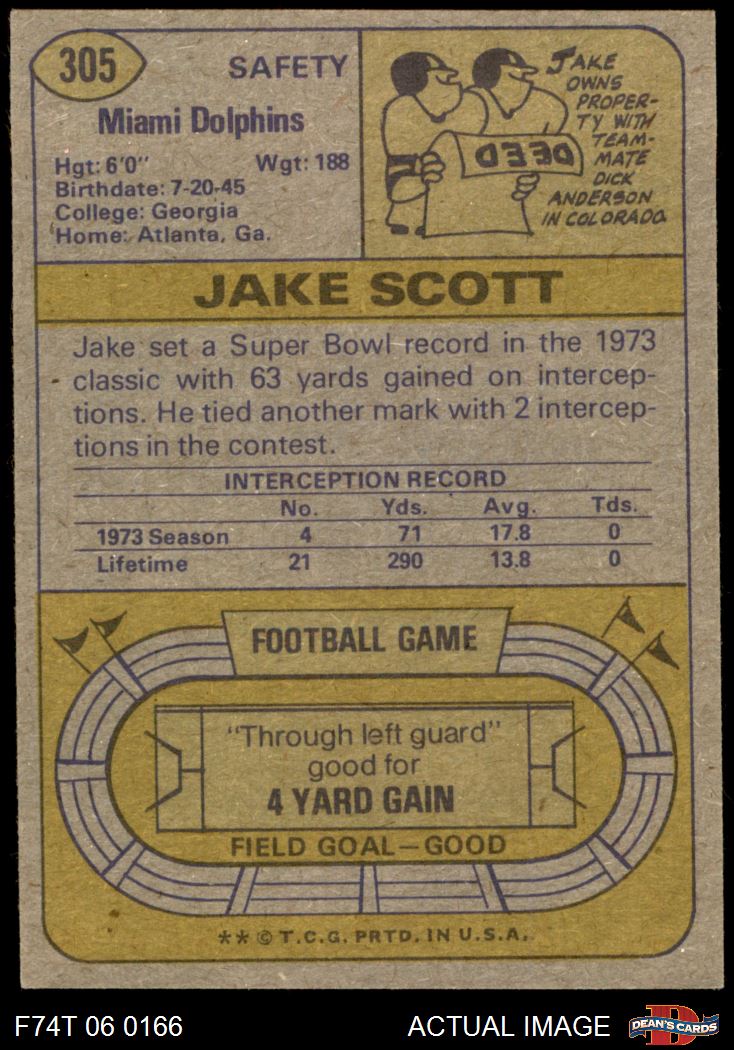 305
SAFETY
Miami Dolphins
Hgt: 6'0" Wgt: 188
Birthdate: 7-20-45
College: Georgia
Home: Atlanta, Ga.
JAKE
OWNS
PROPER-
TY WITH
TEAM-
MATE
DICK
ANDERSON
IN COLORADO
DEED
JAKE SCOTT
Jake set a Super Bowl record in the 1973
classic with 63 yards gained on intercep-
tions. He tied another mark with 2 intercep-
tions in the contest.
INTERCEPTION RECORD
No. Yds. Avg. Tds.
1973 Season 4 71 17.8 0
Lifetime 21 290 13.8 0
FOOTBALL GAME
"Through left guard"
good for
4 YARD GAIN
FIELD GOAL—GOOD
** © T.C.G. PRTD. IN U.S.A.
F74T 06 0166 ACTUAL IMAGE DEAN'S CARDS